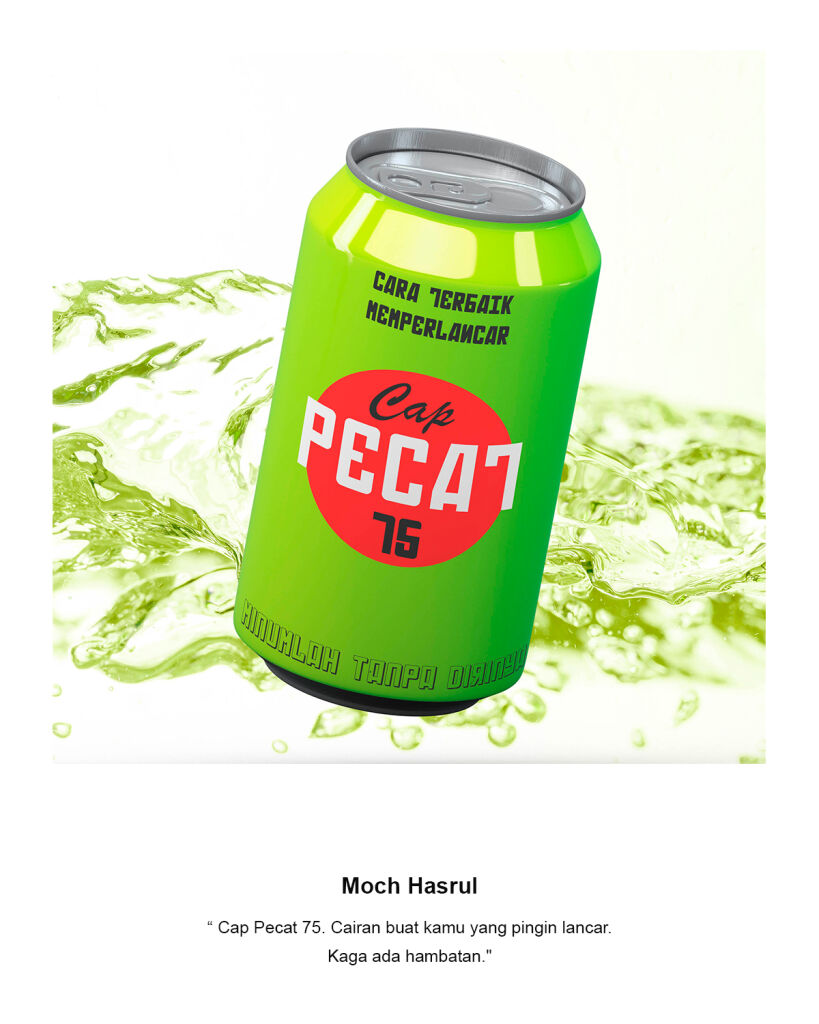 CARA TERBAIK
MEMPERLANCAR
Cap
PECAT
75
MINUMLAH TANPA DIRINYA
Moch Hasrul
“ Cap Pecat 75. Cairan buat kamu yang pingin lancar.
Kaga ada hambatan."